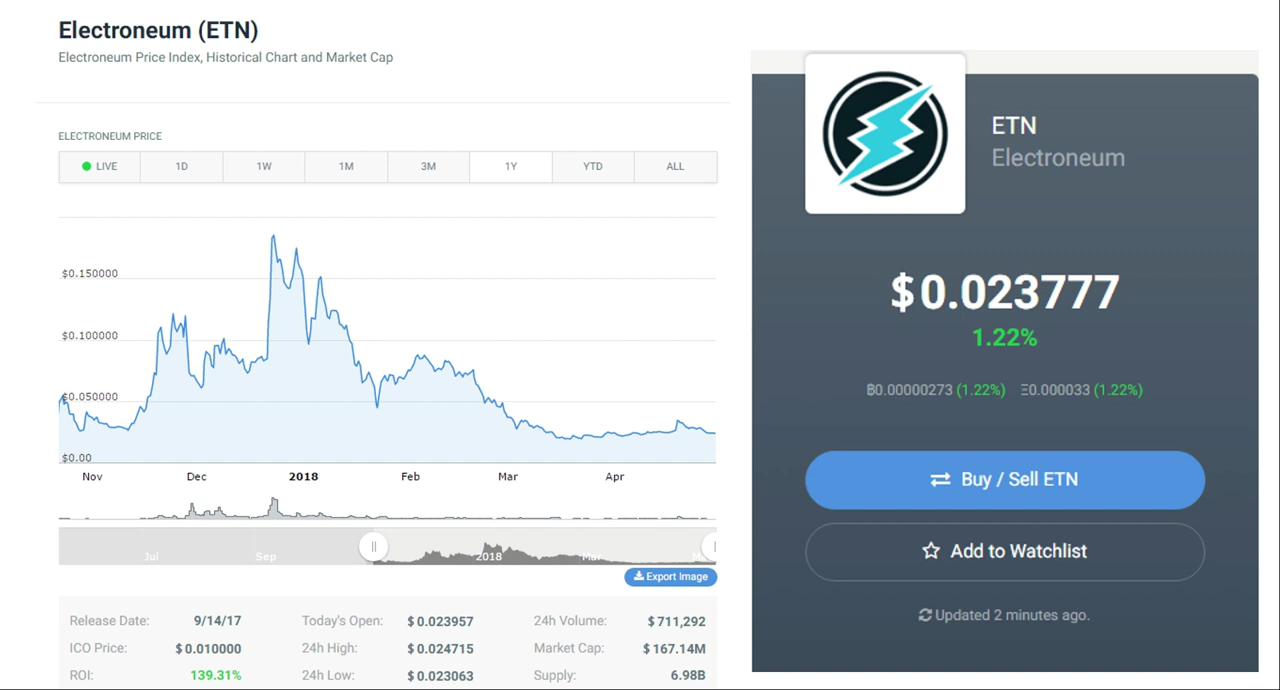 Electroneum (ETN)
Electroneum Price Index, Historical Chart and Market Cap
ELECTRONEUM PRICE
LIVE 1D 1W 1M 3M 1Y YTD ALL
$0.150000
$0.100000
$0.050000
$0.00
Nov Dec 2018 Feb Mar Apr
Jul Sep 2018 Mar
Export Image
Release Date: 9/14/17 Today's Open: $0.023957 24h Volume: $711,292
ICO Price: $0.010000 24h High: $0.024715 Market Cap: $167.14M
ROI: 139.31% 24h Low: $0.023063 Supply: 6.98B
ETN
Electroneum
$0.023777
1.22%
฿0.00000273 (1.22%) Ξ0.000033 (1.22%)
Buy / Sell ETN
Add to Watchlist
Updated 2 minutes ago.